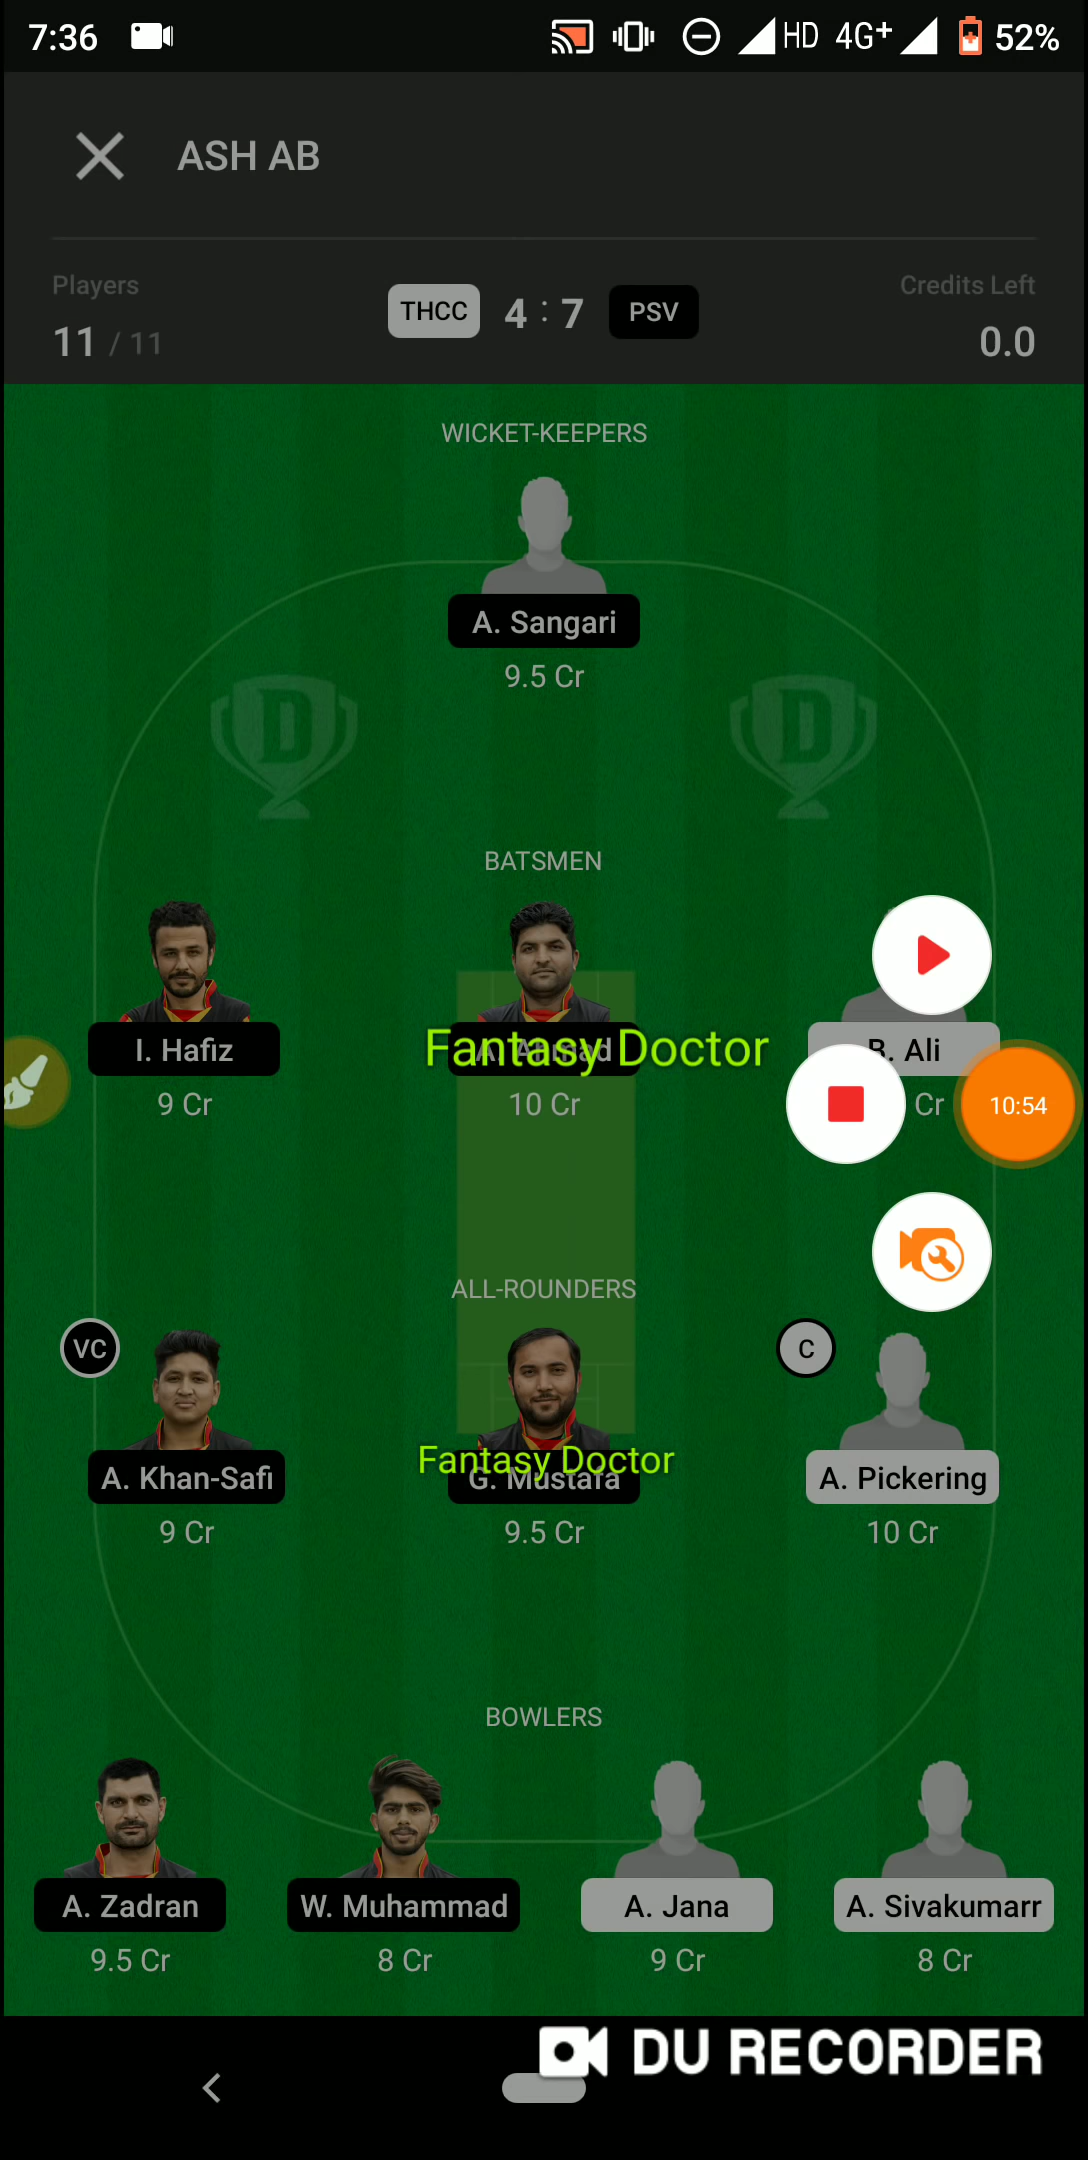 7:36 HD 4G+ 52%
ASH AB
Players
11 / 11
THCC 4 : 7 PSV
Credits Left
0.0
WICKET-KEEPERS
A. Sangari
9.5 Cr
BATSMEN
I. Hafiz
9 Cr
Fantasy Doctor
10 Cr
B. Ali
Cr
10:54
ALL-ROUNDERS
VC
A. Khan-Safi
9 Cr
Fantasy Doctor
G. Mustafa
9.5 Cr
C
A. Pickering
10 Cr
BOWLERS
A. Zadran
9.5 Cr
W. Muhammad
8 Cr
A. Jana
9 Cr
A. Sivakumarr
8 Cr
DU RECORDER